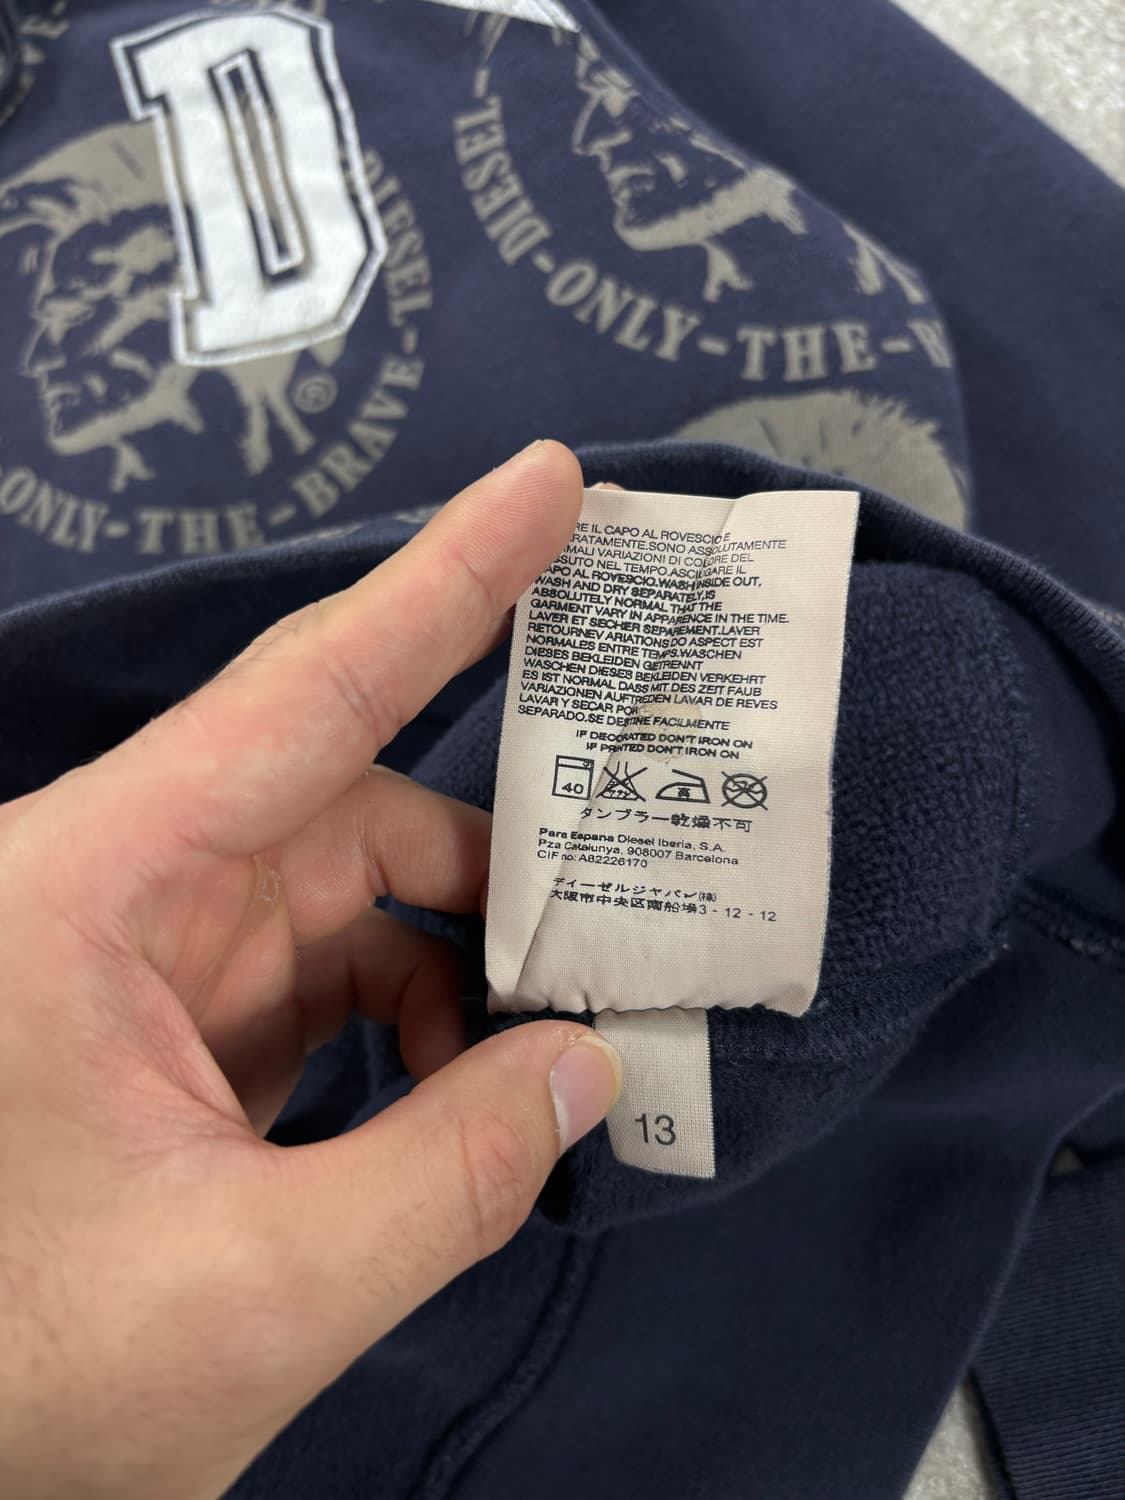 D
DIESEL-
ONLY-THE-BRAVE-
DIESEL-ONLY-THE-B
RE IL CAPO AL ROVESCIO E
RATAMENTE.SONO ASSOLUTAMENTE
MALI VARIAZIONI DI COLORE DEL
SSUTO NEL TEMPO.ASCIUGARE IL
APO AL ROVESCIO.WASH INSIDE OUT,
WASH AND DRY SEPARATELY,IS
ABSOLUTELY NORMAL THAT THE
GARMENT VARY IN APPARENCE IN THE TIME.
LAVER ET SECHER SEPAREMENT.LAVER
RETOURNEV ARIATIONS DO ASPECT EST
NORMALES ENTRE TEMPS.WASCHEN
DIESES BEKLEIDEN GETRENNT
WASCHEN DIESES BEKLEIDEN VERKEHRT
ES IST NORMAL DASS MIT DES ZEIT FAUB
VARIAZIONEN AUFTREDEN LAVAR DE REVES
LAVAR Y SECAR POR
SEPARADO.SE DESTINE FACILMENTE
IF DECORATED DON'T IRON ON
IF PRINTED DON'T IRON ON
40
タンブラー乾燥不可
Para Espana Diesel Iberia, S.A.
Pza Catalunya, 908007 Barcelona
CIF no: A82226170
ディーゼルジャパン(株)
大阪市中央区南船場3-12-12
13